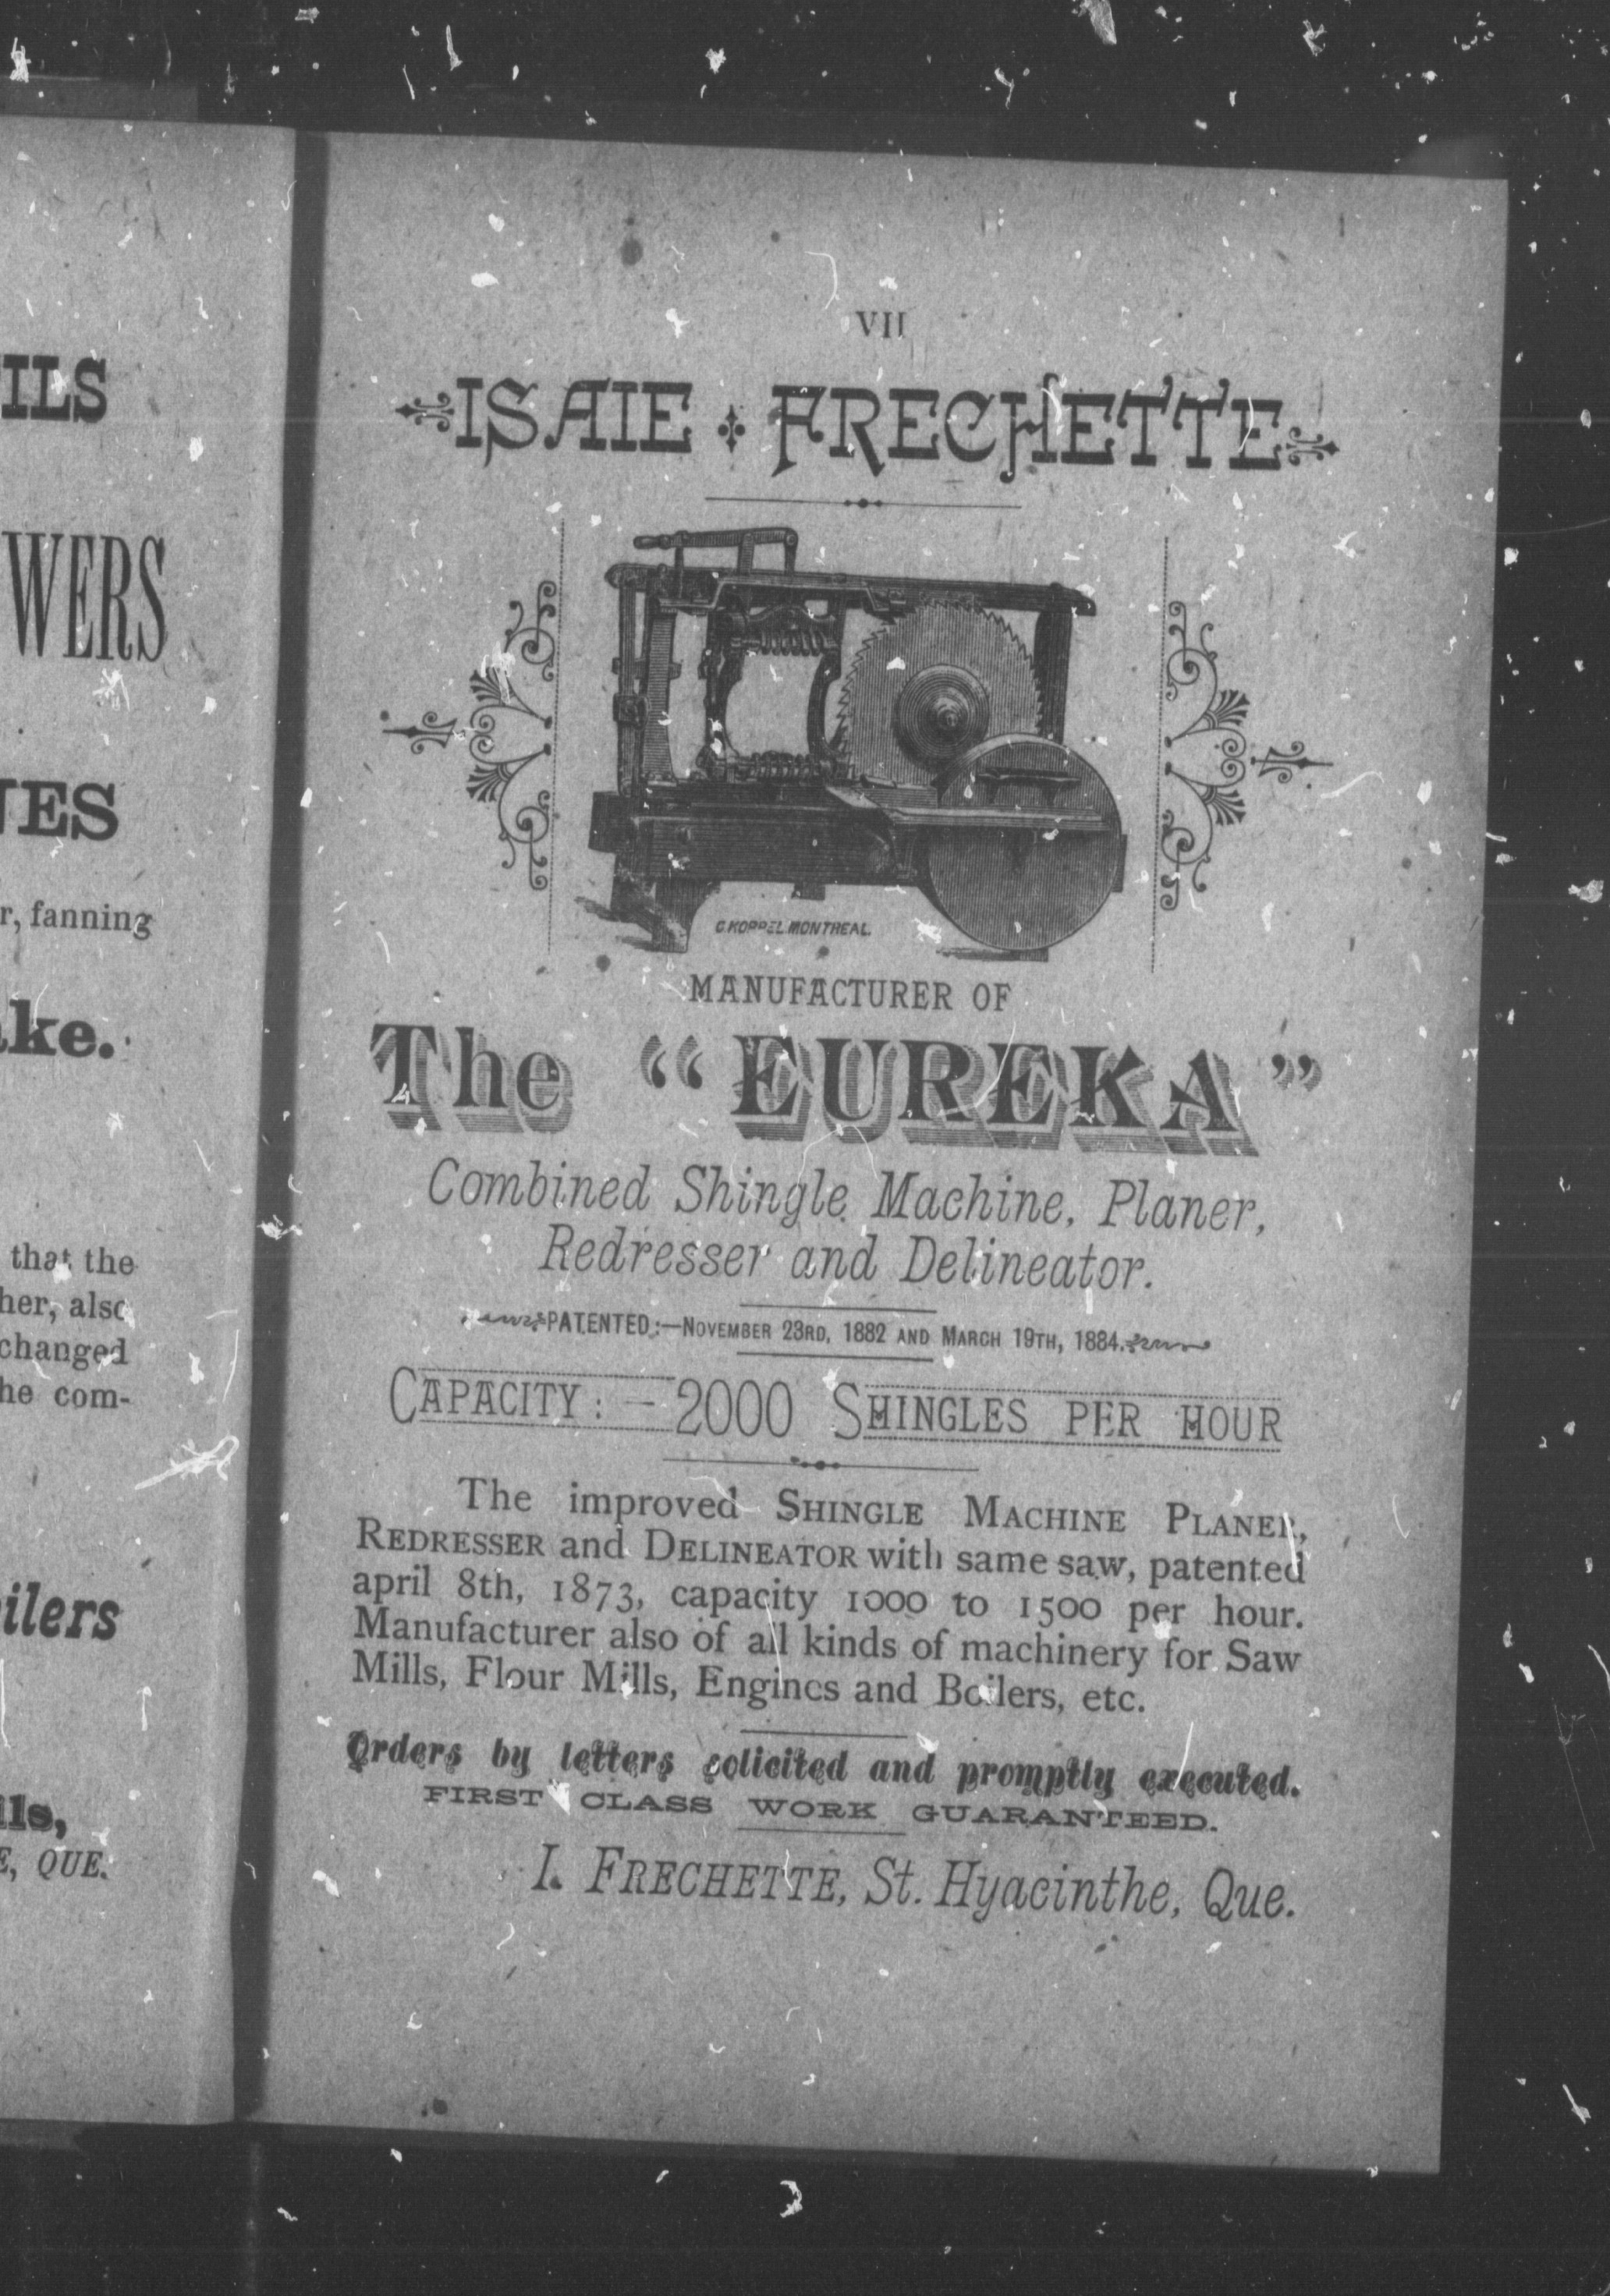 ILS
WERS
ES
r, fanning
ke.
that the
her, also
changed
he com-
ilers
ls,
E, QUE.
VII
ISAIE FRECHETTE
G. KOPPEL MONTREAL.
MANUFACTURER OF
The "EUREKA"
Combined Shingle Machine, Planer,
Redresser and Delineator.
PATENTED:—NOVEMBER 23RD, 1882 AND MARCH 19TH, 1884.
CAPACITY: — 2000 SHINGLES PER HOUR
The improved SHINGLE MACHINE PLANER,
REDRESSER and DELINEATOR with same saw, patented
april 8th, 1873, capacity 1000 to 1500 per hour.
Manufacturer also of all kinds of machinery for Saw
Mills, Flour Mills, Engines and Boilers, etc.
Orders by letters solicited and promptly executed.
FIRST CLASS WORK GUARANTEED.
I. FRECHETTE, St. Hyacinthe, Que.